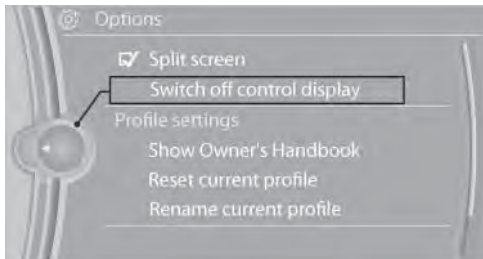 Options
Split screen
Switch off control display
Profile settings
Show Owner's Handbook
Reset current profile
Rename current profile